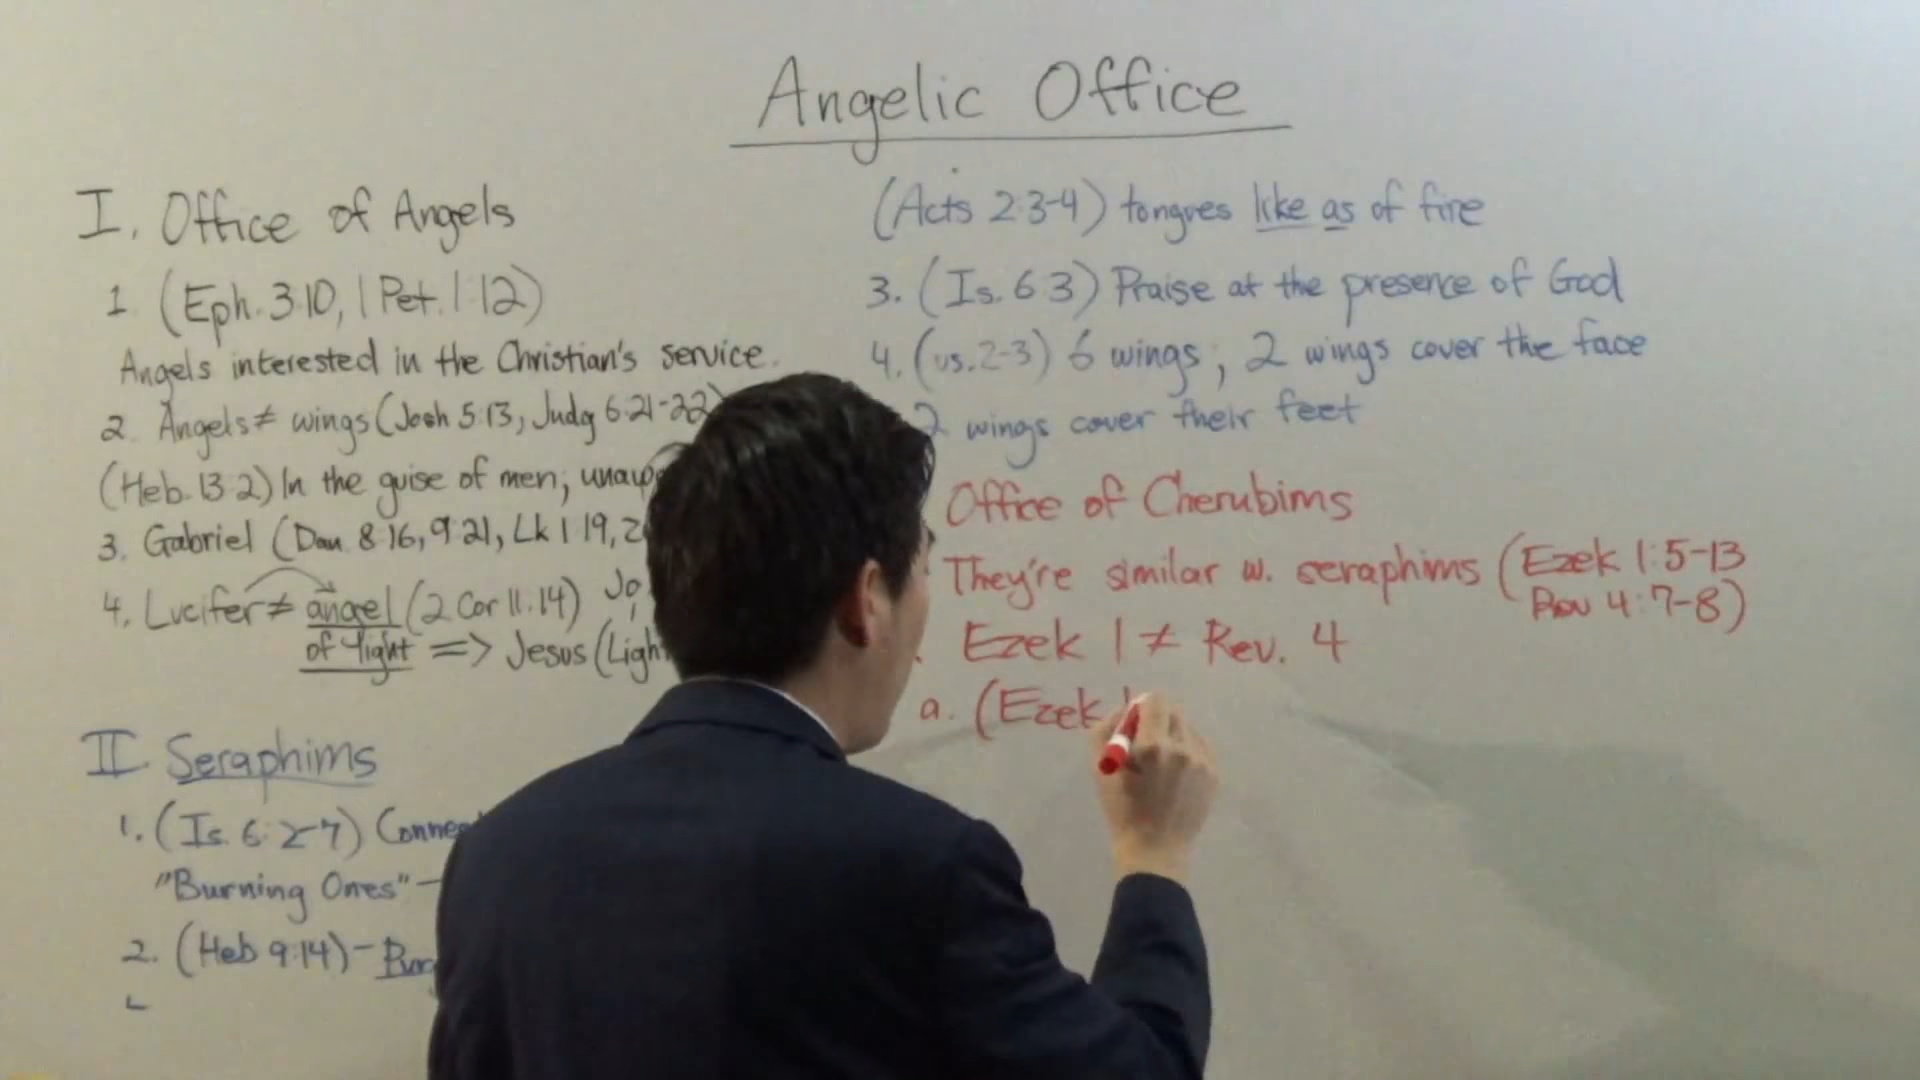 Angelic Office
I. Office of Angels
1. (Eph. 3:10, 1 Pet. 1:12)
Angels interested in the Christian's service.
2. Angels ≠ wings (Josh 5:13, Judg 6:21-22)
(Heb. 13:2) In the guise of men;
3. Gabriel (Dan 8:16, 9:21, Lk 1:19,
4. Lucifer ≠ angel (2 Cor 11:14)
of light => Jesus
II. Seraphims
1. (Is. 6:2-7)
"Burning Ones" -
2. (Heb 9:14) -
(Acts 2:3-4) tongues like as of fire
3. (Is. 6:3) Praise at the presence of God
4. (vs. 2-3) 6 wings; 2 wings cover the face
2 wings cover their feet
Office of Cherubims
They're similar w. seraphims (Ezek 1:5-13
Rev 4:7-8)
Ezek 1 ≠ Rev. 4
a. (Ezek